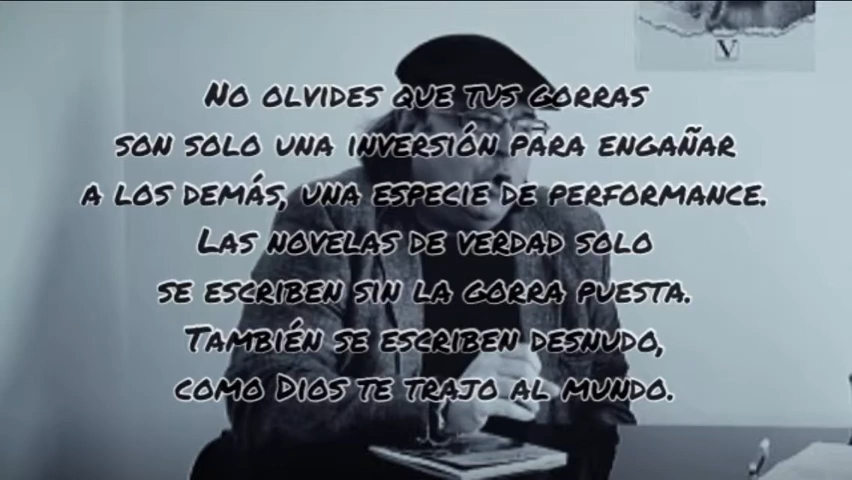 No olvides que tus gorras
son solo una inversión para engañar
a los demás, una especie de performance.
Las novelas de verdad solo
se escriben sin la gorra puesta.
También se escriben desnudo,
como Dios te trajo al mundo.
V